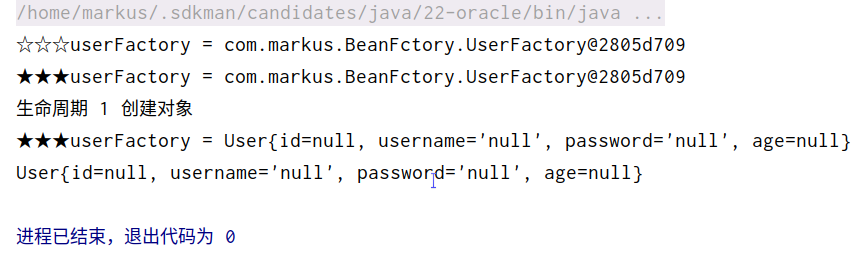 /home/markus/.sdkman/candidates/java/22-oracle/bin/java ...
☆☆☆userFactory = com.markus.BeanFctory.UserFactory@2805d709
★★★userFactory = com.markus.BeanFctory.UserFactory@2805d709
生命周期 1 创建对象
★★★userFactory = User{id=null, username='null', password='null', age=null}
User{id=null, username='null', password='null', age=null}
进程已结束，退出代码为 0